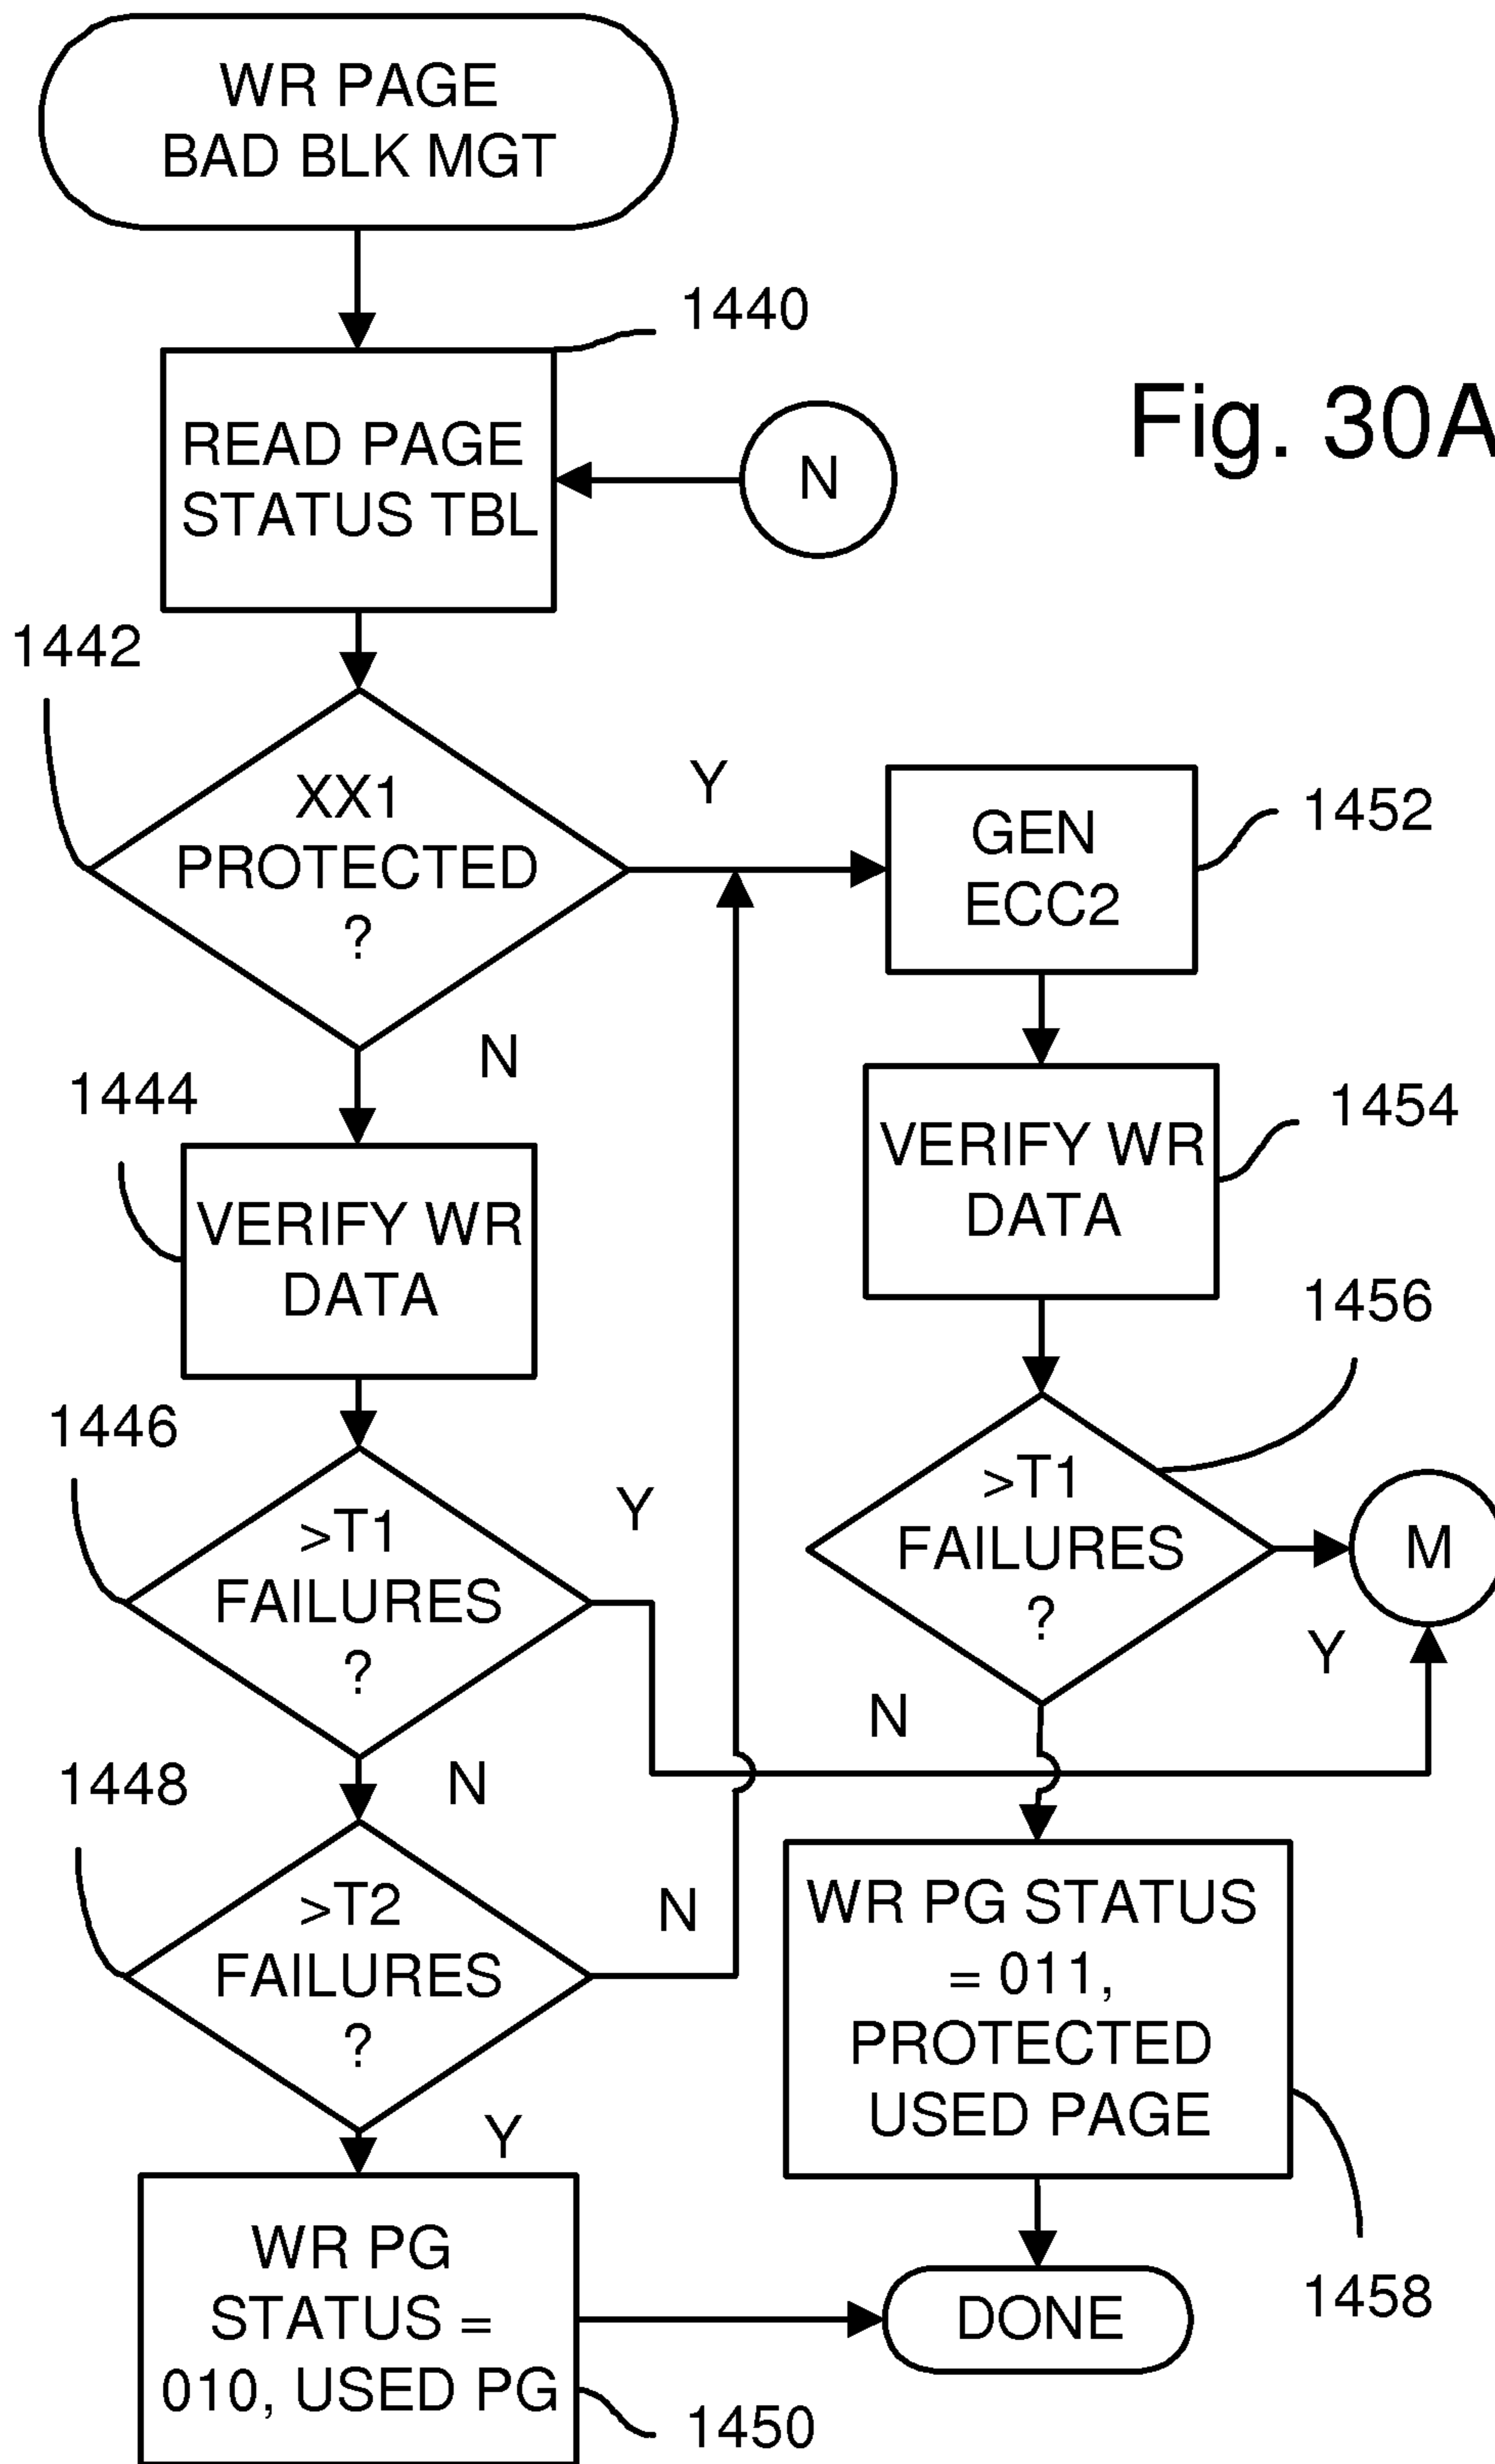 WR PAGE
BAD BLK MGT
1440
READ PAGE
STATUS TBL
N
Fig. 30A
1442
XX1
PROTECTED
?
Y
N
GEN
ECC2
1452
1444
VERIFY WR
DATA
VERIFY WR
DATA
1454
1446
>T1
FAILURES
?
Y
N
1456
>T1
FAILURES
?
M
Y
N
1448
>T2
FAILURES
?
N
Y
WR PG STATUS
= 011,
PROTECTED
USED PAGE
1458
WR PG
STATUS =
010, USED PG
1450
DONE